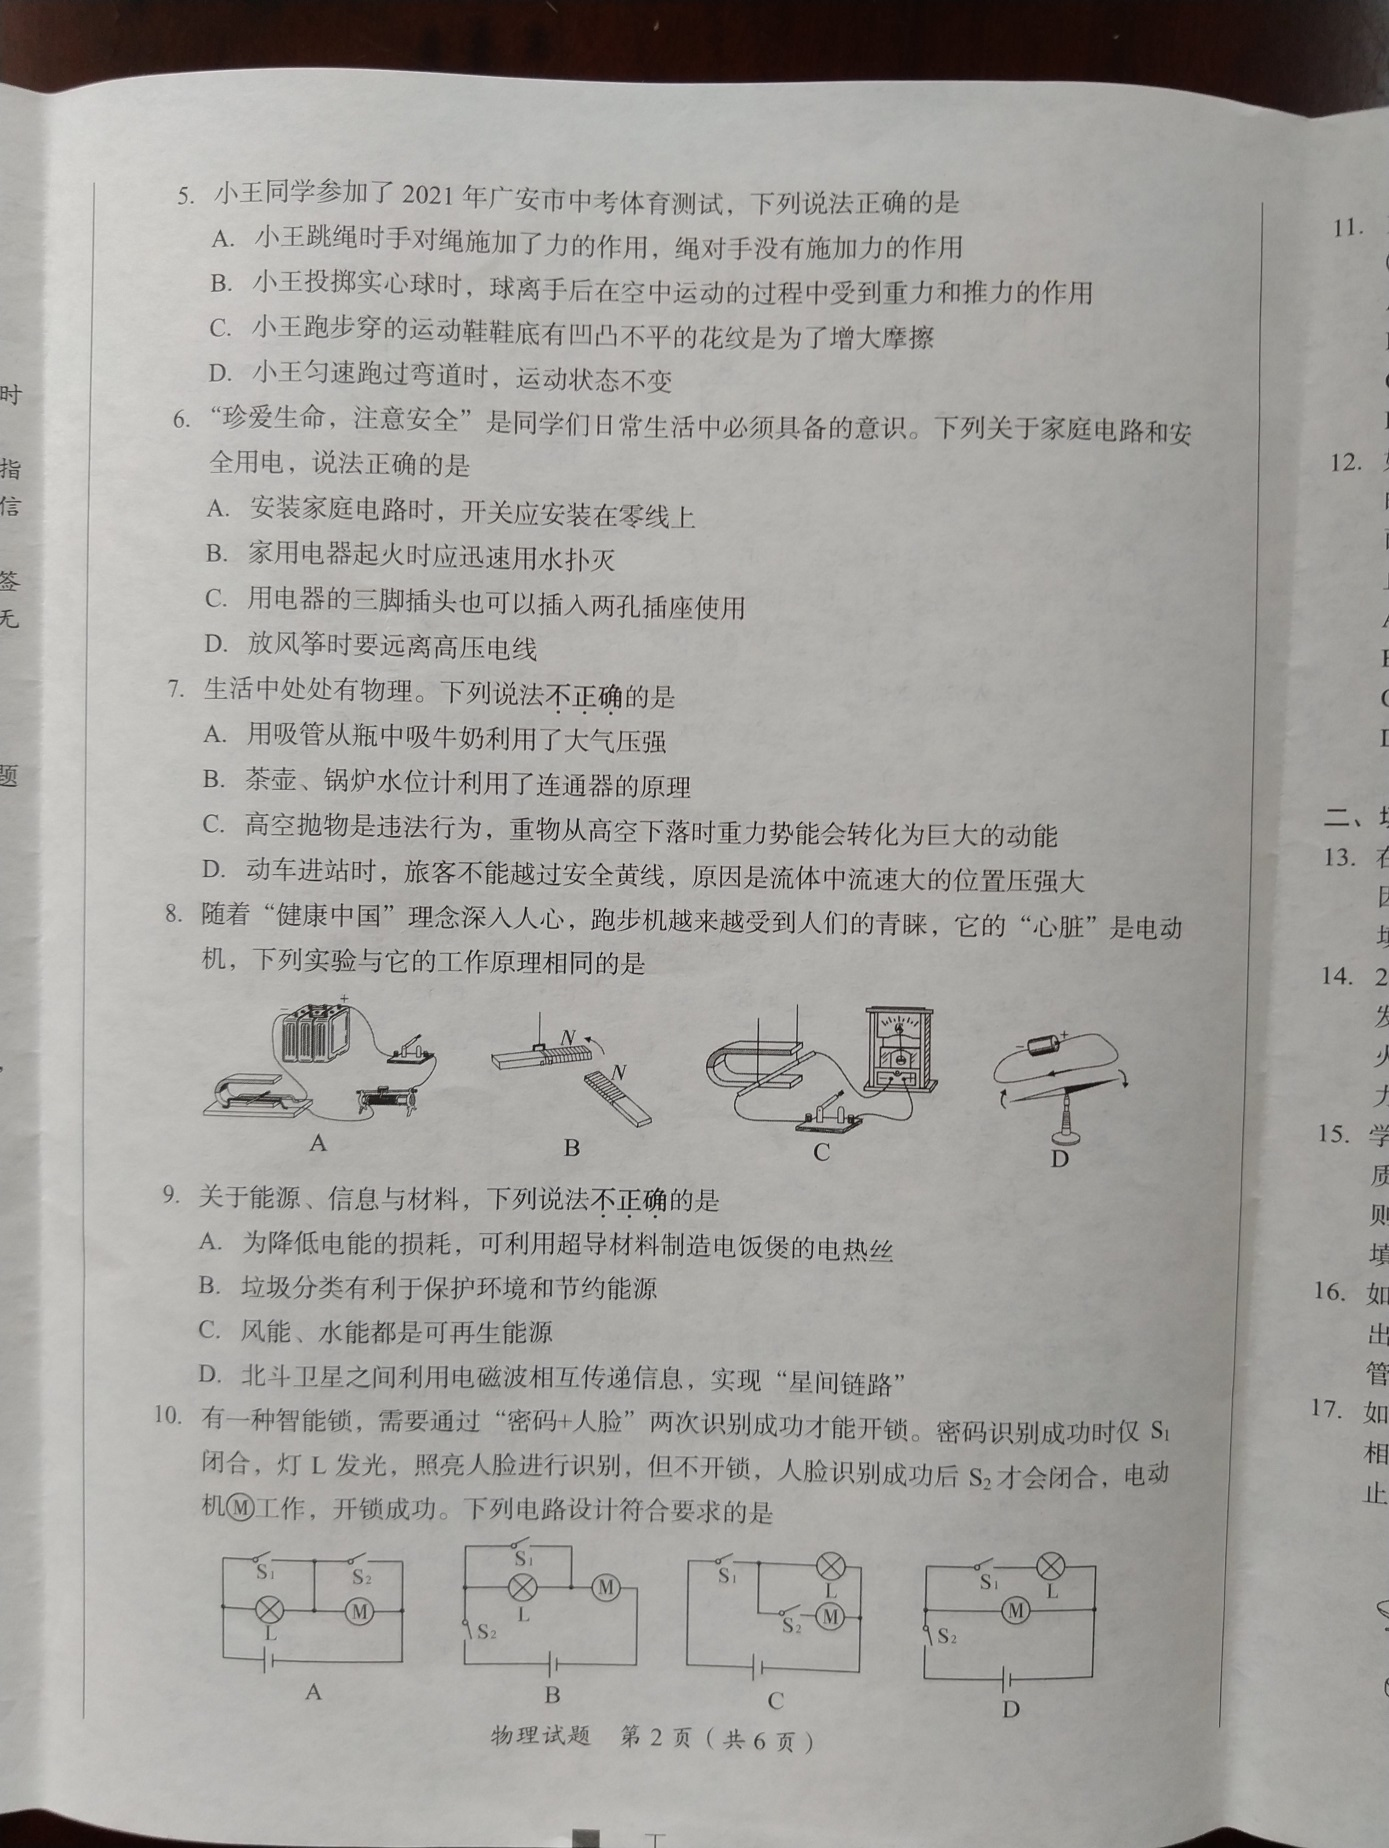 5. 小王同学参加了 2021 年广安市中考体育测试，下列说法正确的是
A. 小王跳绳时手对绳施加了力的作用，绳对手没有施加力的作用
B. 小王投掷实心球时，球离手后在空中运动的过程中受到重力和推力的作用
C. 小王跑步穿的运动鞋鞋底有凹凸不平的花纹是为了增大摩擦
D. 小王匀速跑过弯道时，运动状态不变
6. “珍爱生命，注意安全”是同学们日常生活中必须具备的意识。下列关于家庭电路和安
全用电，说法正确的是
A. 安装家庭电路时，开关应安装在零线上
B. 家用电器起火时应迅速用水扑灭
C. 用电器的三脚插头也可以插入两孔插座使用
D. 放风筝时要远离高压电线
7. 生活中处处有物理。下列说法不正确的是
A. 用吸管从瓶中吸牛奶利用了大气压强
B. 茶壶、锅炉水位计利用了连通器的原理
C. 高空抛物是违法行为，重物从高空下落时重力势能会转化为巨大的动能
D. 动车进站时，旅客不能越过安全黄线，原因是流体中流速大的位置压强大
8. 随着“健康中国”理念深入人心，跑步机越来越受到人们的青睐，它的“心脏”是电动
机，下列实验与它的工作原理相同的是
− +
N
N
G
− +
A B C D
9. 关于能源、信息与材料，下列说法不正确的是
A. 为降低电能的损耗，可利用超导材料制造电饭煲的电热丝
B. 垃圾分类有利于保护环境和节约能源
C. 风能、水能都是可再生能源
D. 北斗卫星之间利用电磁波相互传递信息，实现“星间链路”
10. 有一种智能锁，需要通过“密码+人脸”两次识别成功才能开锁。密码识别成功时仅 S₁
闭合，灯 L 发光，照亮人脸进行识别，但不开锁，人脸识别成功后 S₂ 才会闭合，电动
机Ⓜ工作，开锁成功。下列电路设计符合要求的是
S₁ S₂ L M
S₁ L M S₂
S₁ L S₂ M
S₁ L M S₂
A B C D
物理试题 第 2 页（共 6 页）
时
指
信
签
无
题
11.
12.
二、
13. 在
因
14. 2
发
火
力
15. 学
质
则
填
16. 如
出
管
17. 如
相
止